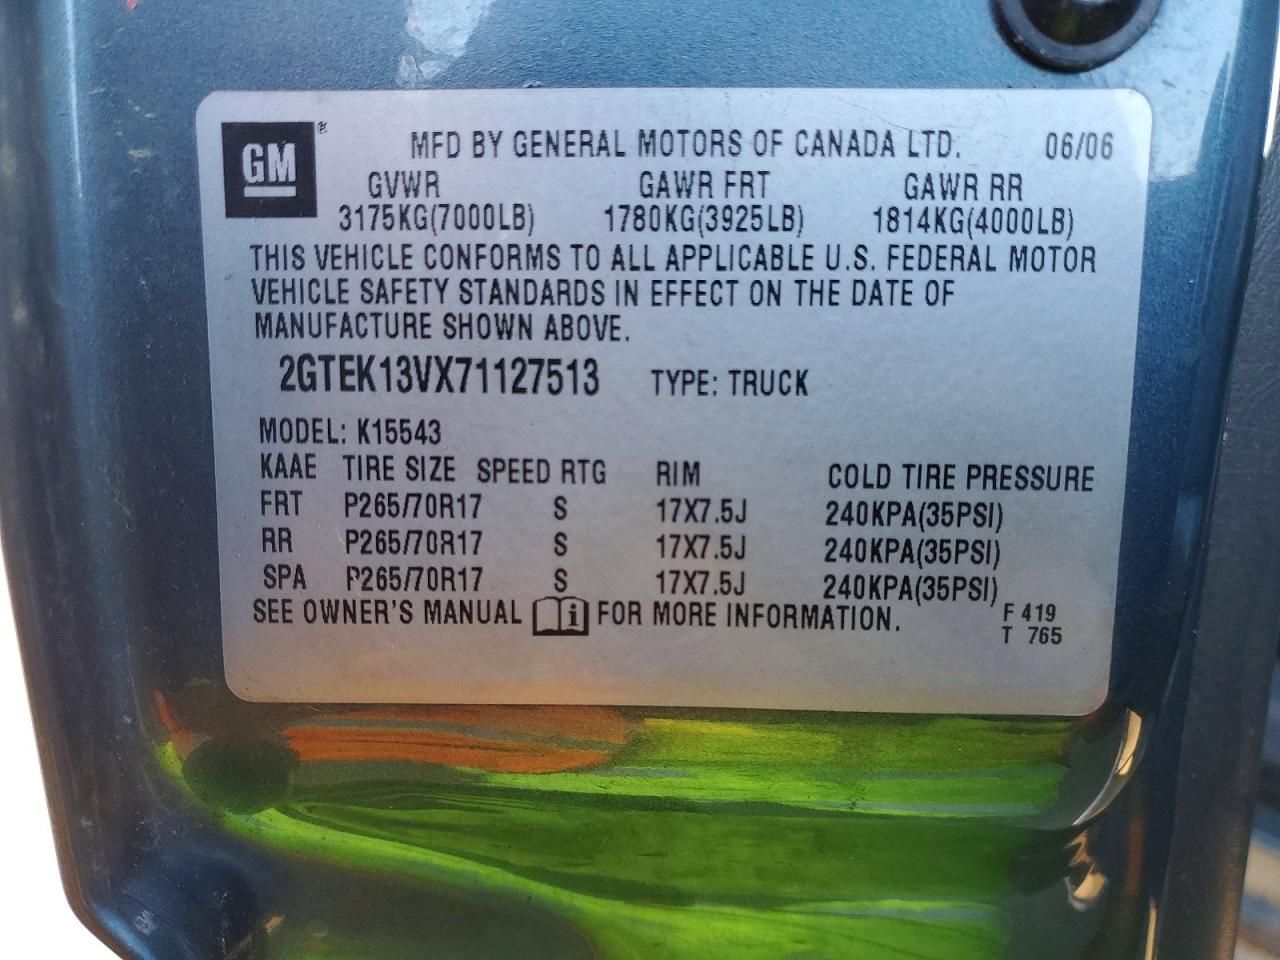 GM®
MFD BY GENERAL MOTORS OF CANADA LTD. 06/06
GVWR GAWR FRT GAWR RR
3175KG(7000LB) 1780KG(3925LB) 1814KG(4000LB)
THIS VEHICLE CONFORMS TO ALL APPLICABLE U.S. FEDERAL MOTOR
VEHICLE SAFETY STANDARDS IN EFFECT ON THE DATE OF
MANUFACTURE SHOWN ABOVE.
2GTEK13VX71127513 TYPE: TRUCK
MODEL: K15543
KAAE TIRE SIZE SPEED RTG RIM COLD TIRE PRESSURE
FRT P265/70R17 S 17X7.5J 240KPA(35PSI)
RR P265/70R17 S 17X7.5J 240KPA(35PSI)
SPA P265/70R17 S 17X7.5J 240KPA(35PSI)
SEE OWNER'S MANUAL i FOR MORE INFORMATION. F 419
T 765